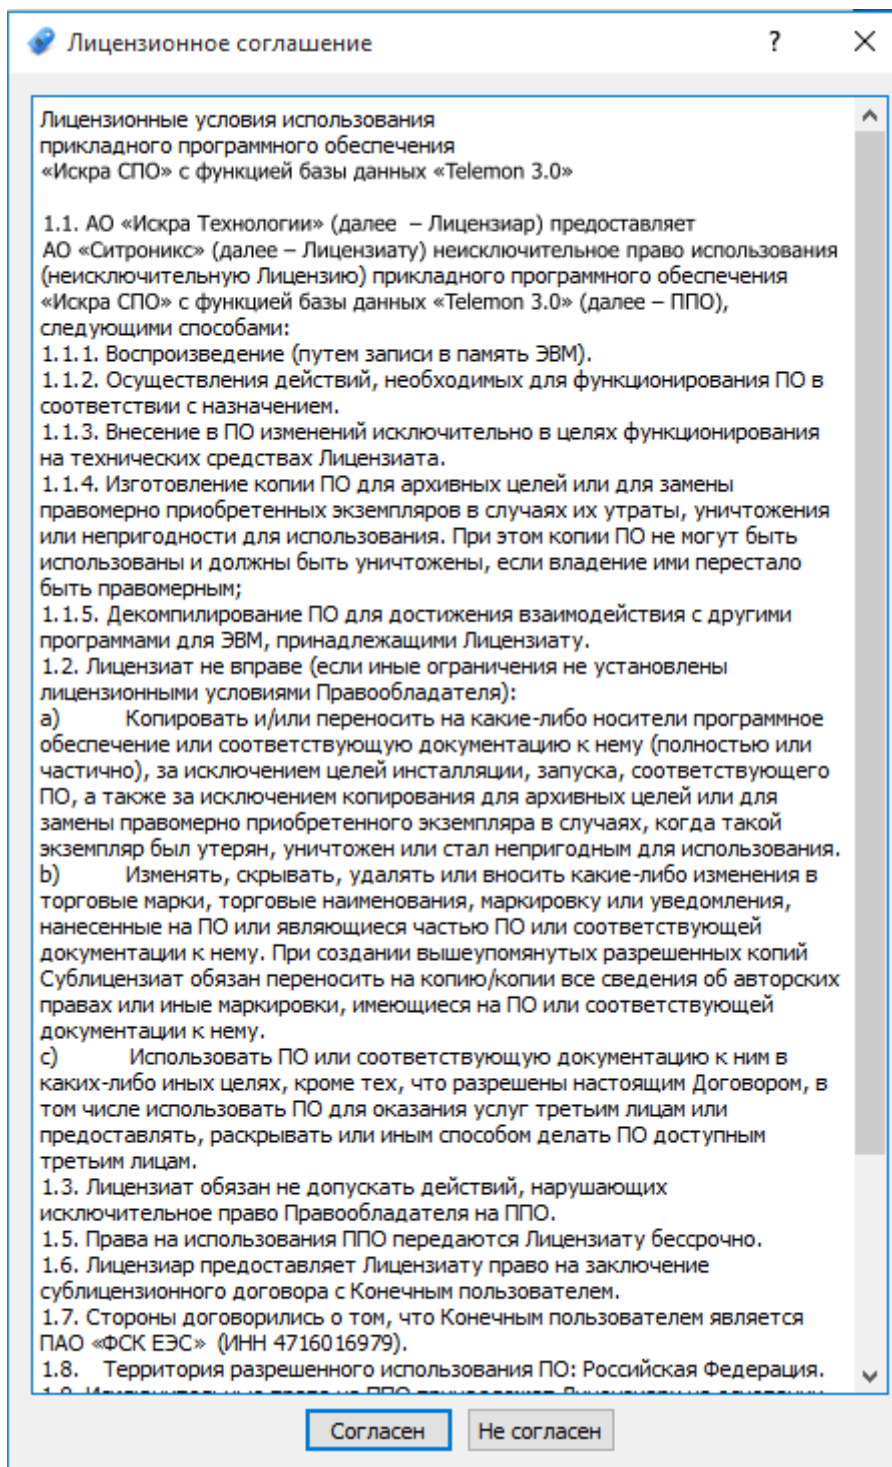 Лицензионное соглашение
?
Лицензионные условия использования
прикладного программного обеспечения
«Искра СПО» с функцией базы данных «Telemon 3.0»
1.1. АО «Искра Технологии» (далее – Лицензиар) предоставляет
АО «Ситроникс» (далее – Лицензиату) неисключительное право использования
(неисключительную Лицензию) прикладного программного обеспечения
«Искра СПО» с функцией базы данных «Telemon 3.0» (далее – ППО),
следующими способами:
1.1.1. Воспроизведение (путем записи в память ЭВМ).
1.1.2. Осуществления действий, необходимых для функционирования ПО в
соответствии с назначением.
1.1.3. Внесение в ПО изменений исключительно в целях функционирования
на технических средствах Лицензиата.
1.1.4. Изготовление копии ПО для архивных целей или для замены
правомерно приобретенных экземпляров в случаях их утраты, уничтожения
или непригодности для использования. При этом копии ПО не могут быть
использованы и должны быть уничтожены, если владение ими перестало
быть правомерным;
1.1.5. Декомпилирование ПО для достижения взаимодействия с другими
программами для ЭВМ, принадлежащими Лицензиату.
1.2. Лицензиат не вправе (если иные ограничения не установлены
лицензионными условиями Правообладателя):
a) Копировать и/или переносить на какие-либо носители программное
обеспечение или соответствующую документацию к нему (полностью или
частично), за исключением целей инсталляции, запуска, соответствующего
ПО, а также за исключением копирования для архивных целей или для
замены правомерно приобретенного экземпляра в случаях, когда такой
экземпляр был утерян, уничтожен или стал непригодным для использования.
b) Изменять, скрывать, удалять или вносить какие-либо изменения в
торговые марки, торговые наименования, маркировку или уведомления,
нанесенные на ПО или являющиеся частью ПО или соответствующей
документации к нему. При создании вышеупомянутых разрешенных копий
Сублицензиат обязан переносить на копию/копии все сведения об авторских
правах или иные маркировки, имеющиеся на ПО или соответствующей
документации к нему.
c) Использовать ПО или соответствующую документацию к ним в
каких-либо иных целях, кроме тех, что разрешены настоящим Договором, в
том числе использовать ПО для оказания услуг третьим лицам или
предоставлять, раскрывать или иным способом делать ПО доступным
третьим лицам.
1.3. Лицензиат обязан не допускать действий, нарушающих
исключительное право Правообладателя на ППО.
1.5. Права на использования ППО передаются Лицензиату бессрочно.
1.6. Лицензиар предоставляет Лицензиату право на заключение
сублицензионного договора с Конечным пользователем.
1.7. Стороны договорились о том, что Конечным пользователем является
ПАО «ФСК ЕЭС» (ИНН 4716016979).
1.8. Территория разрешенного использования ПО: Российская Федерация.
Согласен
Не согласен